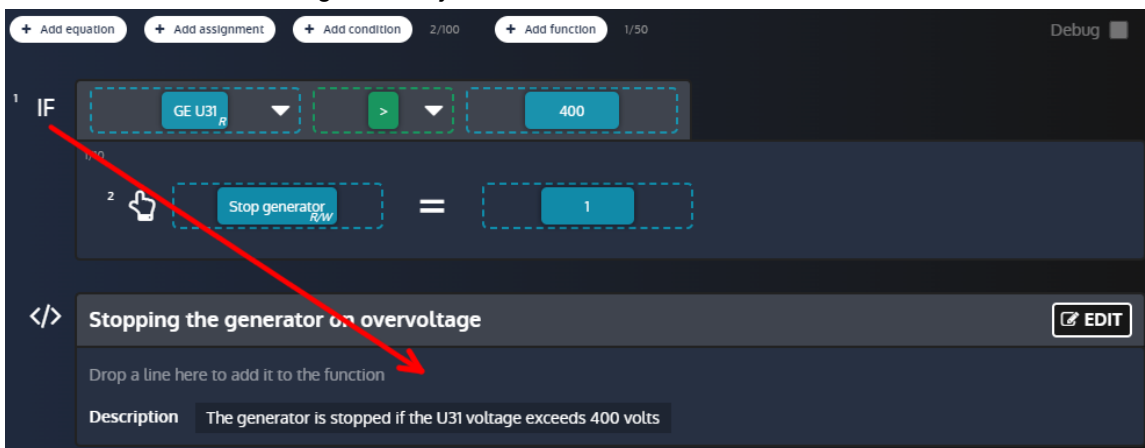 + Add equation + Add assignment + Add condition 2/100 + Add function 1/50 Debug
1 IF GE U31 R > 400
1/10
2 Stop generator R/W = 1
</> Stopping the generator on overvoltage EDIT
Drop a line here to add it to the function
Description The generator is stopped if the U31 voltage exceeds 400 volts